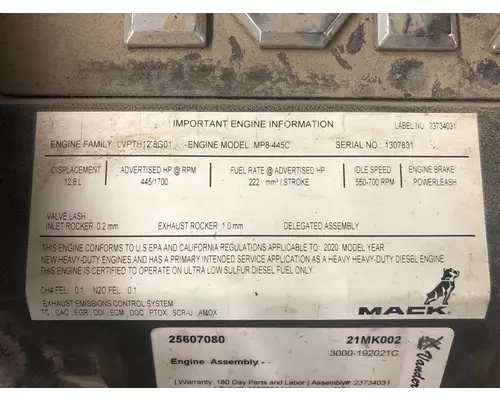 IMPORTANT ENGINE INFORMATION
LABEL NO. 23734031
ENGINE FAMILY: LVPTH12.8G01 ENGINE MODEL: MP8-445C SERIAL NO: 1307831
DISPLACEMENT ADVERTISED HP @ RPM FUEL RATE @ ADVERTISED HP IDLE SPEED ENGINE BRAKE
12.8 L 445/1700 222 mm³ / STROKE 550-700 RPM POWERLEASH
VALVE LASH
INLET ROCKER 0.2 mm EXHAUST ROCKER 1.0 mm DELEGATED ASSEMBLY
THIS ENGINE CONFORMS TO U.S EPA AND CALIFORNIA REGULATIONS APPLICABLE TO 2020 MODEL YEAR
NEW HEAVY-DUTY ENGINES.AND HAS A PRIMARY INTENDED SERVICE APPLICATION AS A HEAVY HEAVY-DUTY DIESEL ENGINE
THIS ENGINE IS CERTIFIED TO OPERATE ON ULTRA LOW SULFUR DIESEL FUEL ONLY.
CH4 FEL: 0.1, N2O FEL: 0.1
EXHAUST EMISSIONS CONTROL SYSTEM
TC , CAC , EGR , DDI , ECM , DOC , PTOX , SCR-U , AMOX
MACK
25607080 21MK002
3000-192021C
Engine Assembly -
Warranty: 180 Day Parts and Labor | Assembly# 23734031